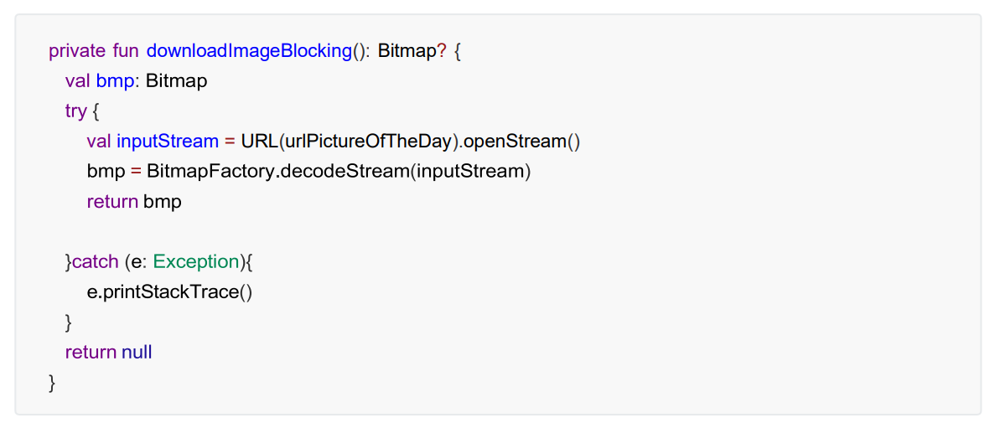 private fun downloadImageBlocking(): Bitmap? {
val bmp: Bitmap
try {
val inputStream = URL(urlPictureOfTheDay).openStream()
bmp = BitmapFactory.decodeStream(inputStream)
return bmp
}catch (e: Exception){
e.printStackTrace()
}
return null
}